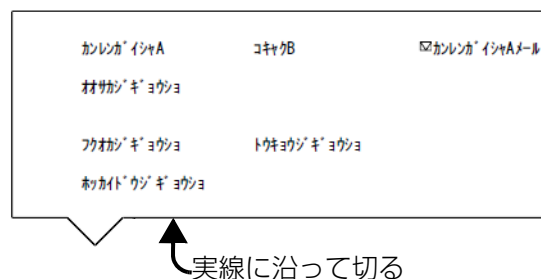 ｶﾝﾚﾝｶﾞｲｼｬA ｺｷｬｸB ☑ｶﾝﾚﾝｶﾞｲｼｬAﾒｰﾙ
ｵｵｻｶｼﾞｷﾞｮｳｼｮ
ﾌｸｵｶｼﾞｷﾞｮｳｼｮ ﾄｳｷｮｳｼﾞｷﾞｮｳｼｮ
ﾎｯｶｲﾄﾞｳｼﾞｷﾞｮｳｼｮ
実線に沿って切る